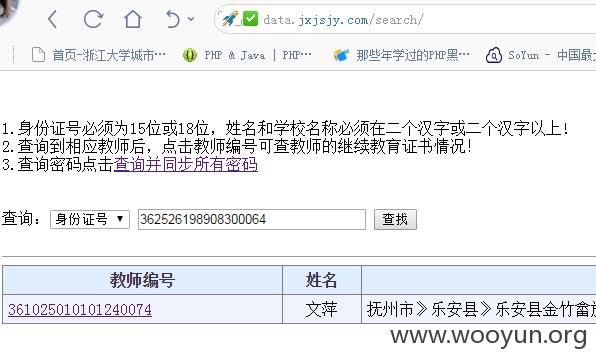 data.jxjsjy.com/search/
首页-浙江大学城市…
PHP & Java | PHP…
那些年学过的PHP黑…
SoYun - 中国最
1.身份证号必须为15位或18位，姓名和学校名称必须在二个汉字或二个汉字以上！
2.查询到相应教师后，点击教师编号可查教师的继续教育证书情况！
3.查询密码点击查询并同步所有密码
查询：身份证号 362526198908300064 查找
教师编号 姓名
361025010101240074 文萍 抚州市》乐安县》乐安县金竹畲
www.wooyun.org